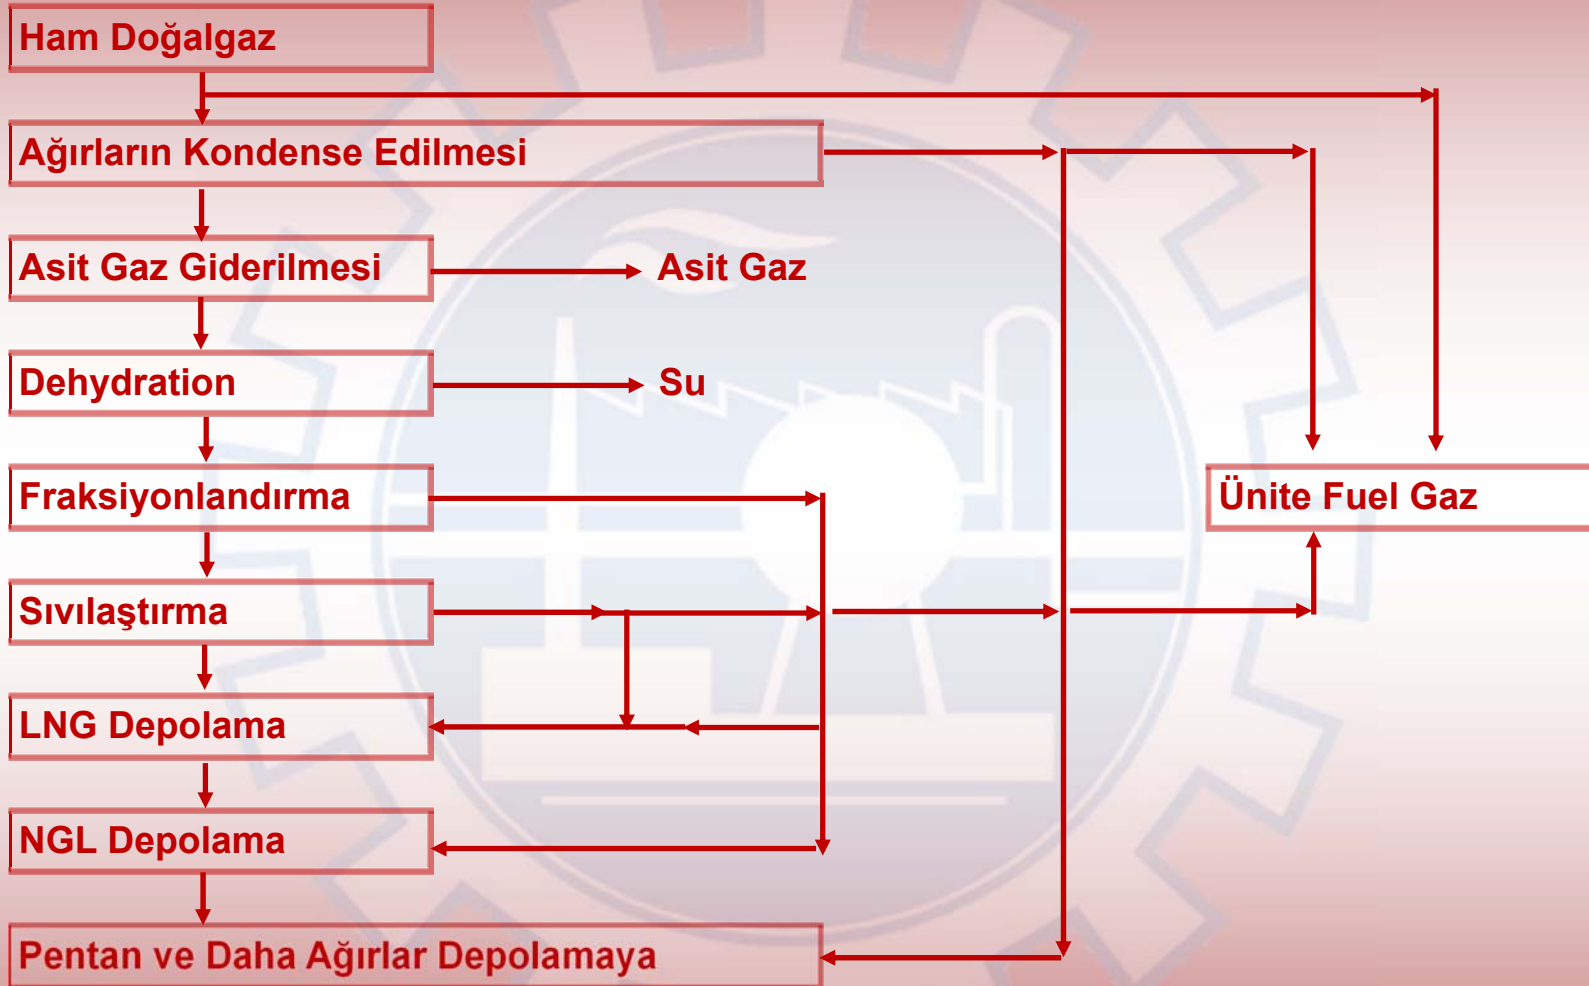 Ham Doğalgaz
Ağırların Kondense Edilmesi
Asit Gaz Giderilmesi
Asit Gaz
Dehydration
Su
Fraksiyonlandırma
Ünite Fuel Gaz
Sıvılaştırma
LNG Depolama
NGL Depolama
Pentan ve Daha Ağırlar Depolamaya